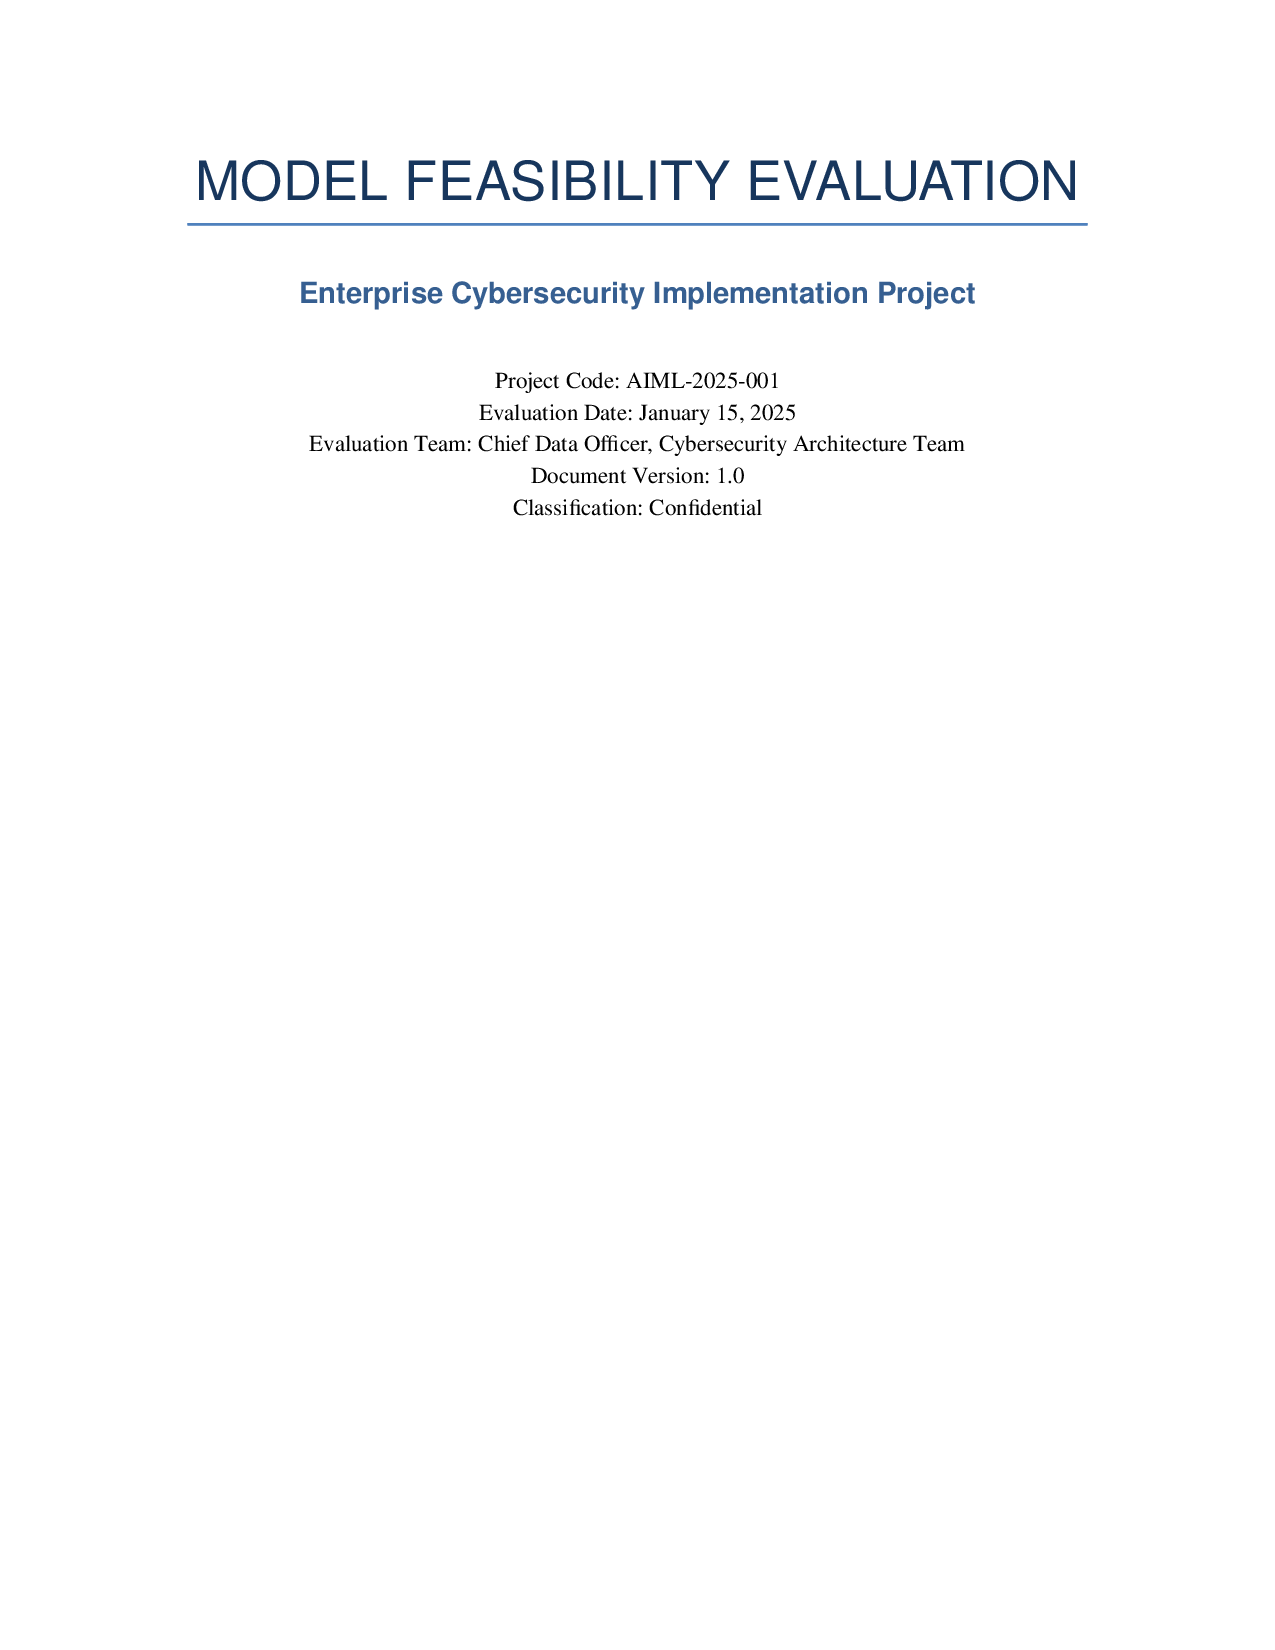 MODEL FEASIBILITY EVALUATION
Enterprise Cybersecurity Implementation Project
Project Code: AIML-2025-001
Evaluation Date: January 15, 2025
Evaluation Team: Chief Data Officer, Cybersecurity Architecture Team
Document Version: 1.0
Classification: Confidential